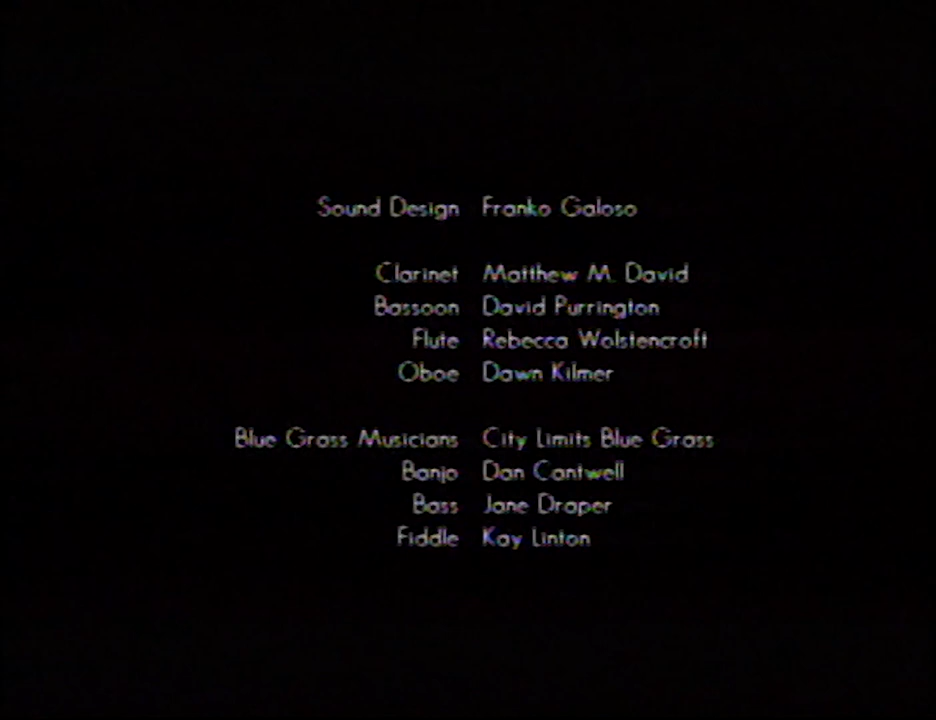 Sound Design Franko Galoso
Clarinet Matthew M. David
Bassoon David Purrington
Flute Rebecca Wolstencroft
Oboe Dawn Kilmer
Blue Grass Musicians City Limits Blue Grass
Banjo Dan Cantwell
Bass Jane Draper
Fiddle Kay Linton